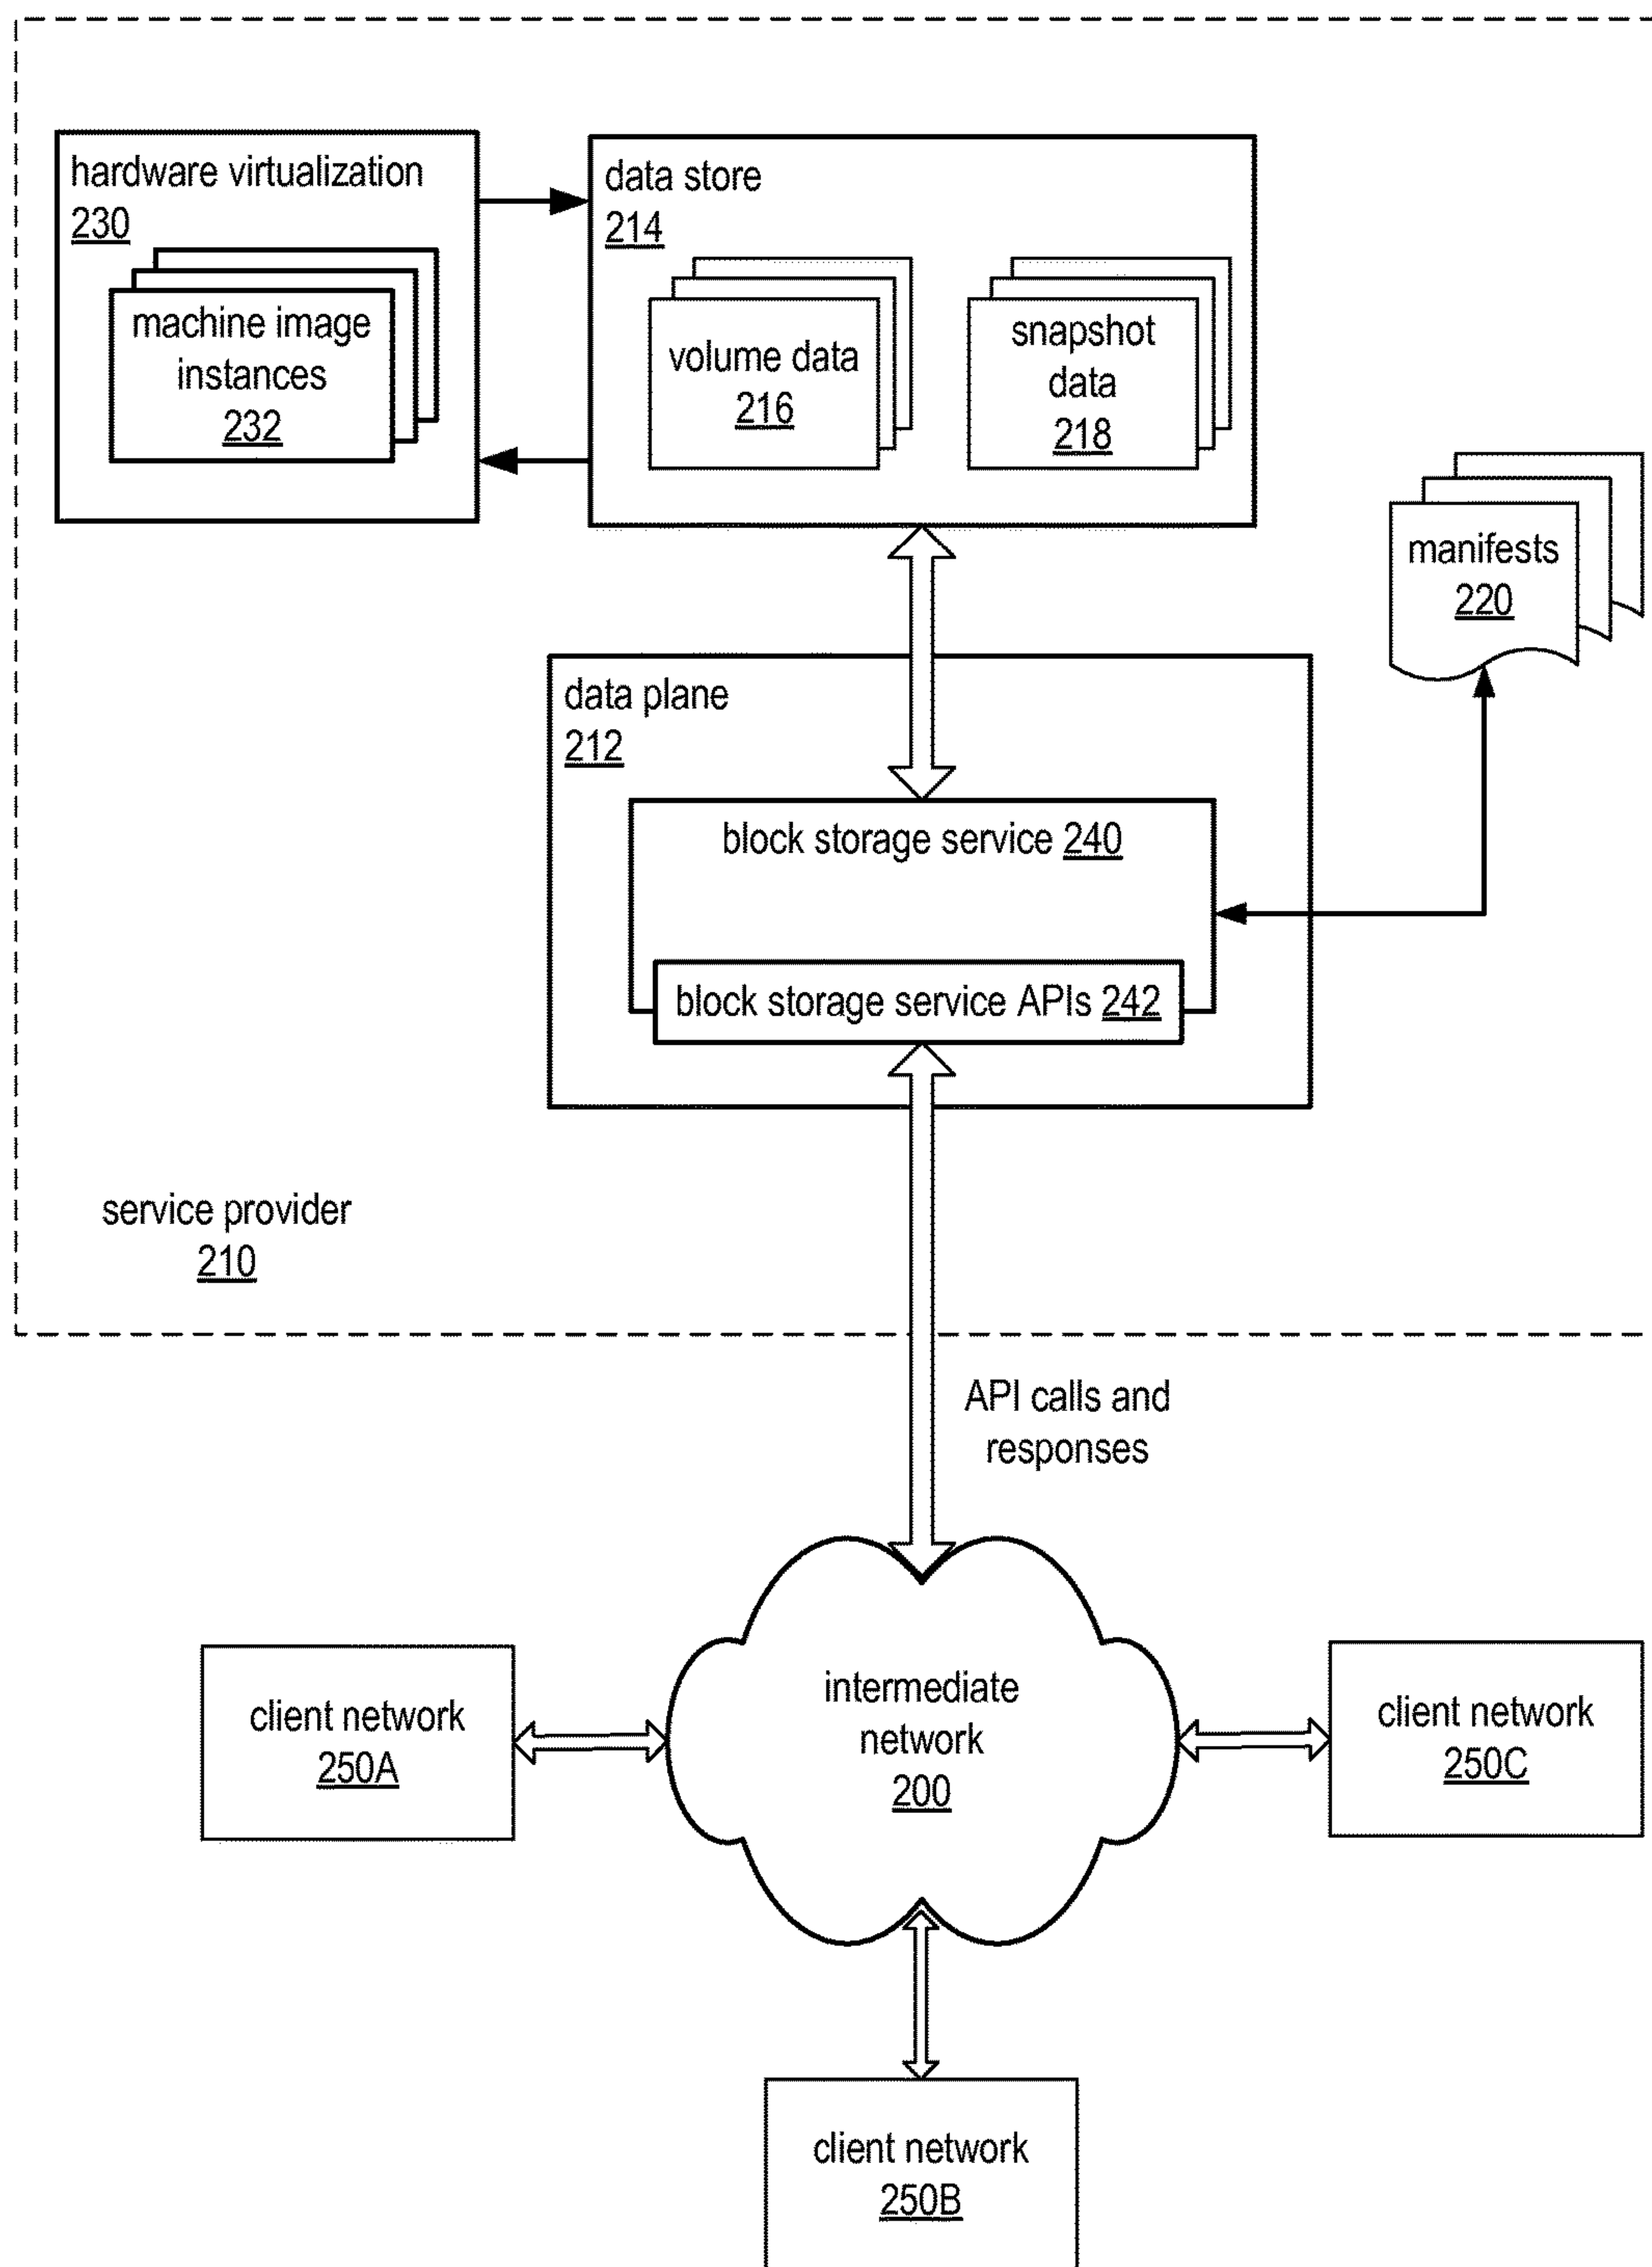 hardware virtualization
230
machine image
instances
232
data store
214
volume data
216
snapshot
data
218
manifests
220
data plane
212
block storage service 240
block storage service APIs 242
service provider
210
API calls and
responses
intermediate
network
200
client network
250A
client network
250C
client network
250B